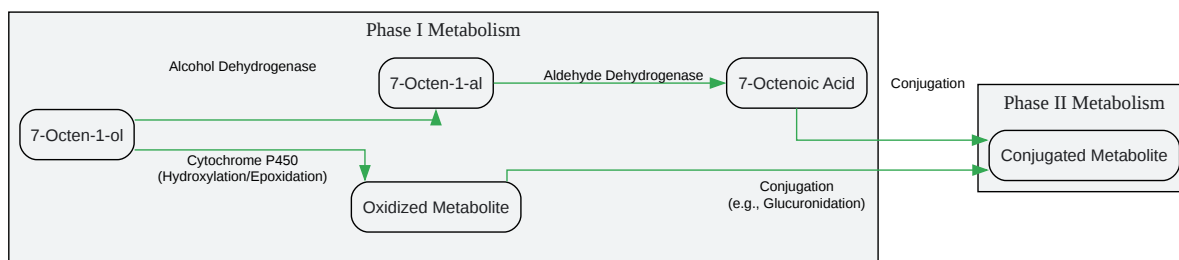 Phase I Metabolism
Alcohol Dehydrogenase
7-Octen-1-al
Aldehyde Dehydrogenase
7-Octenoic Acid
Conjugation
Phase II Metabolism
7-Octen-1-ol
Cytochrome P450
(Hydroxylation/Epoxidation)
Conjugated Metabolite
Oxidized Metabolite
Conjugation
(e.g., Glucuronidation)